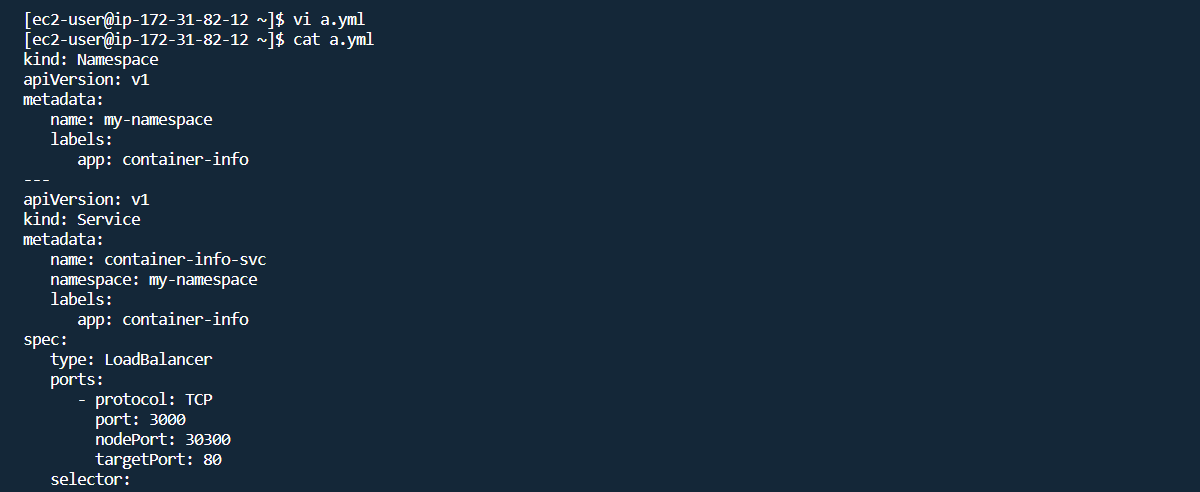 [ec2-user@ip-172-31-82-12 ~]$ vi a.yml
[ec2-user@ip-172-31-82-12 ~]$ cat a.yml
kind: Namespace
apiVersion: v1
metadata:
   name: my-namespace
   labels:
      app: container-info
---
apiVersion: v1
kind: Service
metadata:
   name: container-info-svc
   namespace: my-namespace
   labels:
      app: container-info
spec:
   type: LoadBalancer
   ports:
      - protocol: TCP
        port: 3000
        nodePort: 30300
        targetPort: 80
   selector: